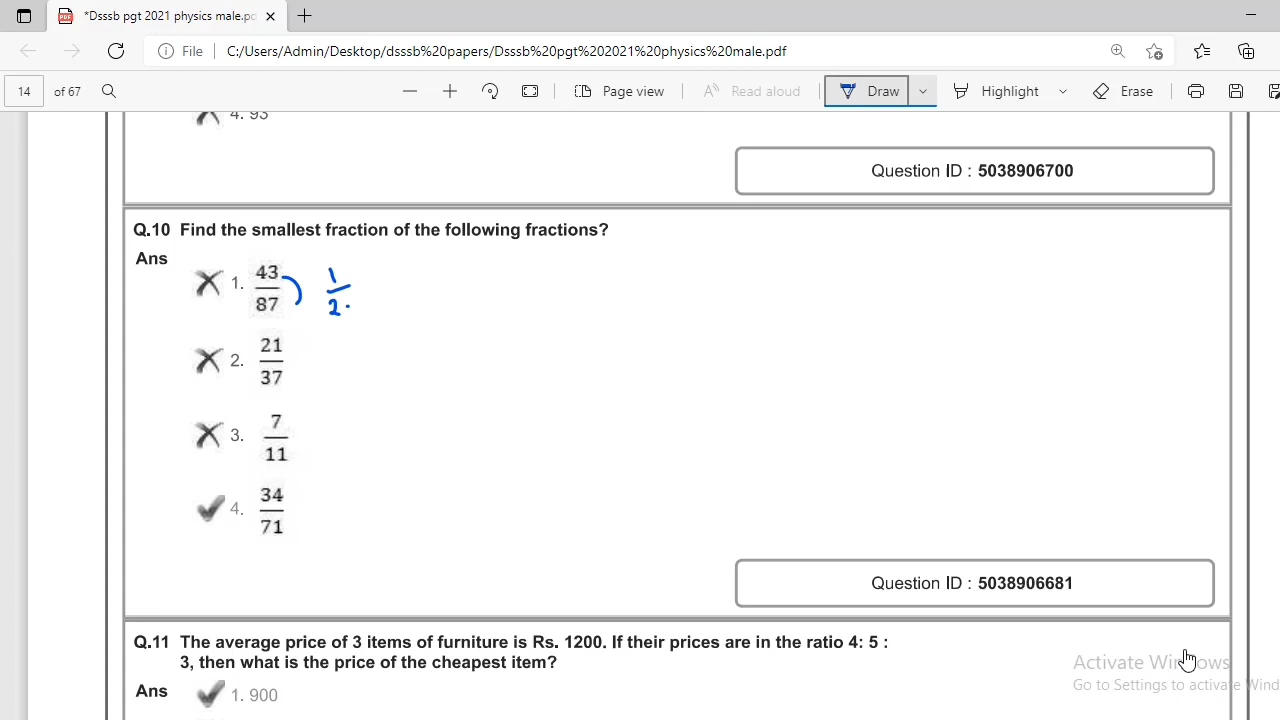 *Dsssb pgt 2021 physics male.pd
File
C:/Users/Admin/Desktop/dsssb%20papers/Dsssb%20pgt%202021%20physics%20male.pdf
14 of 67
Page view
Read aloud
Draw
Highlight
Erase
4. 93
Question ID : 5038906700
Q.10 Find the smallest fraction of the following fractions?
Ans
1. 43/87 ) 1/2.
2. 21/37
3. 7/11
4. 34/71
Question ID : 5038906681
Q.11 The average price of 3 items of furniture is Rs. 1200. If their prices are in the ratio 4: 5 :
3, then what is the price of the cheapest item?
Ans
1. 900
Activate Windows
Go to Settings to activate Wind